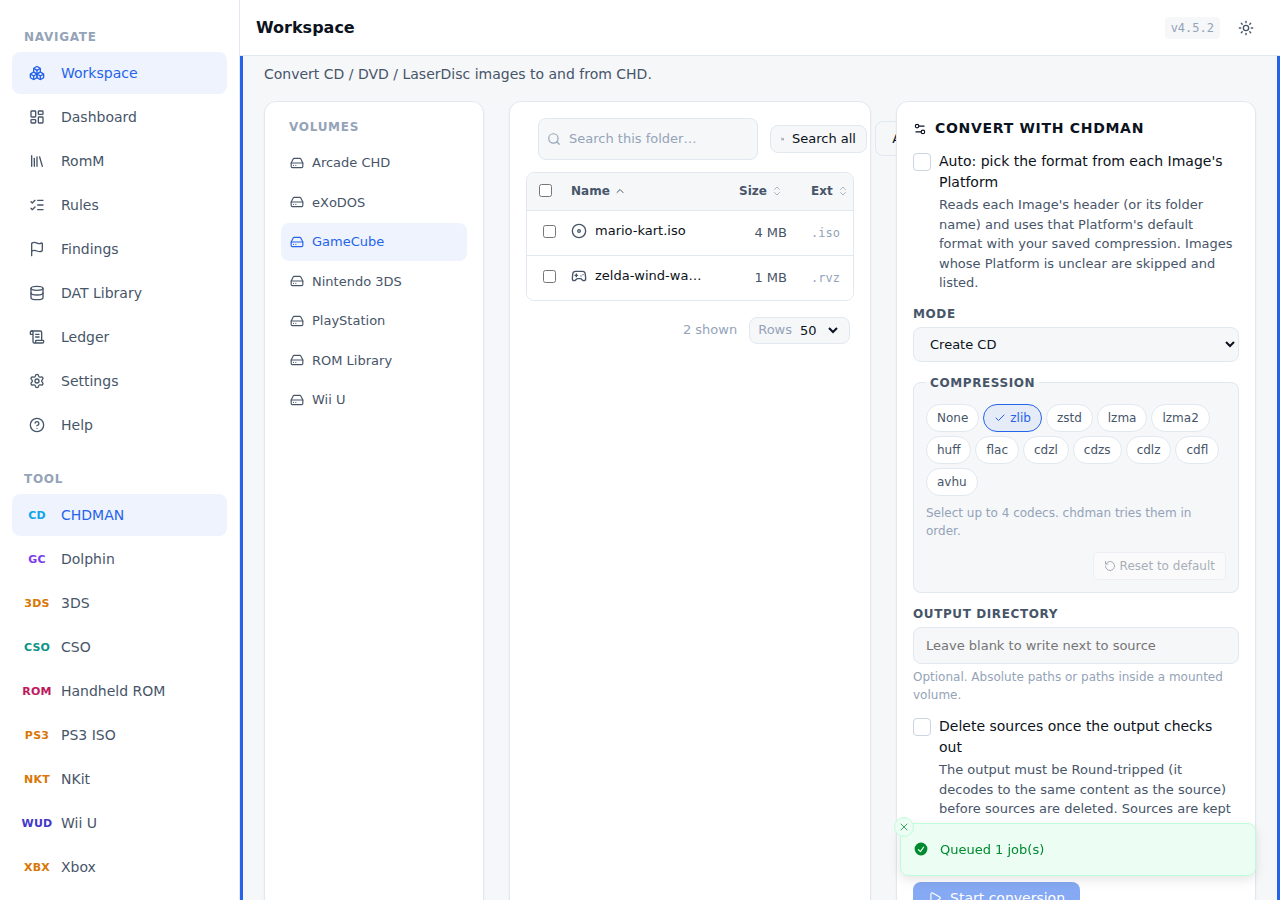 NAVIGATE
Workspace
Dashboard
RomM
Rules
Findings
DAT Library
Ledger
Settings
Help
TOOL
CD CHDMAN
GC Dolphin
3DS 3DS
CSO CSO
ROM Handheld ROM
PS3 PS3 ISO
NKT NKit
WUD Wii U
XBX Xbox
Workspace
v4.5.2
Convert CD / DVD / LaserDisc images to and from CHD.
VOLUMES
Arcade CHD
eXoDOS
GameCube
Nintendo 3DS
PlayStation
ROM Library
Wii U
Search this folder…
Search all
Name Size Ext
mario-kart.iso 4 MB .iso
zelda-wind-wa… 1 MB .rvz
2 shown Rows 50
CONVERT WITH CHDMAN
Auto: pick the format from each Image's
Platform
Reads each Image's header (or its folder
name) and uses that Platform's default
format with your saved compression. Images
whose Platform is unclear are skipped and
listed.
MODE
Create CD
COMPRESSION
None zlib zstd lzma lzma2
huff flac cdzl cdzs cdlz cdfl
avhu
Select up to 4 codecs. chdman tries them in
order.
Reset to default
OUTPUT DIRECTORY
Leave blank to write next to source
Optional. Absolute paths or paths inside a mounted
volume.
Delete sources once the output checks
out
The output must be Round-tripped (it
decodes to the same content as the source)
before sources are deleted. Sources are kept
Queued 1 job(s)
Start conversion